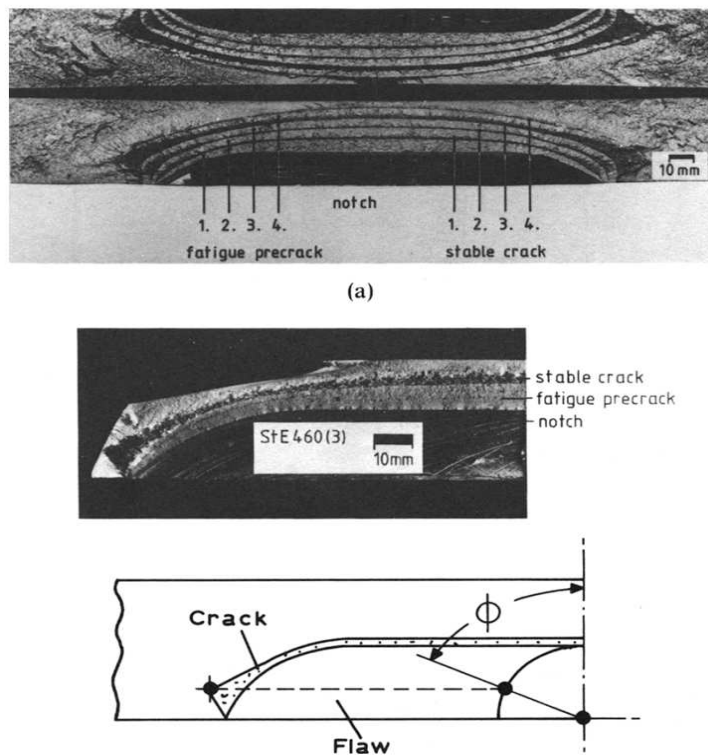 10 mm
notch
1. 2. 3. 4. 1. 2. 3. 4.
fatigue precrack stable crack
(a)
stable crack
fatigue precrack
notch
StE 460(3)
10mm
Φ
Crack
Flaw